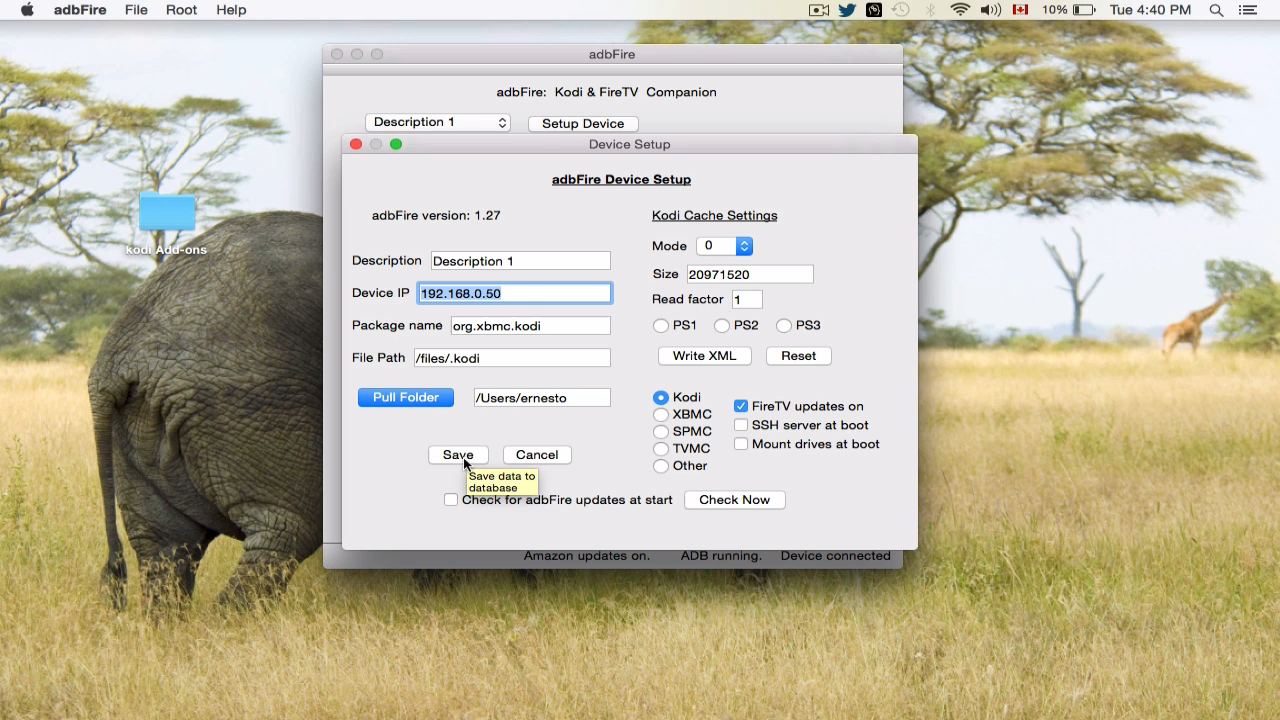 adbFire File Root Help 10% Tue 4:40 PM
adbFire
adbFire: Kodi & FireTV Companion
Description 1 Setup Device
Device Setup
adbFire Device Setup
adbFire version: 1.27
Description Description 1
Device IP 192.168.0.50
Package name org.xbmc.kodi
File Path /files/.kodi
Pull Folder /Users/ernesto
Save Cancel
Save data to
database
Check for adbFire updates at start Check Now
Kodi Cache Settings
Mode 0
Size 20971520
Read factor 1
PS1 PS2 PS3
Write XML Reset
Kodi
XBMC
SPMC
TVMC
Other
FireTV updates on
SSH server at boot
Mount drives at boot
Amazon updates on. ADB running. Device connected
kodi Add-ons